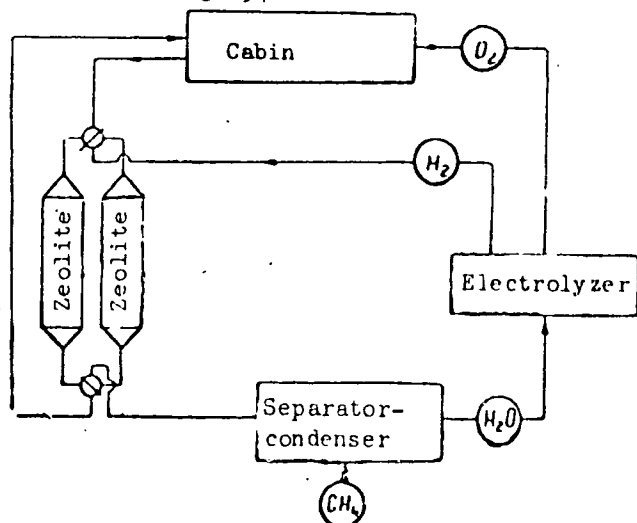 Cabin
O₂
H₂
Zeolite
Zeolite
Electrolyzer
Separator-
condenser
H₂O
CH₄